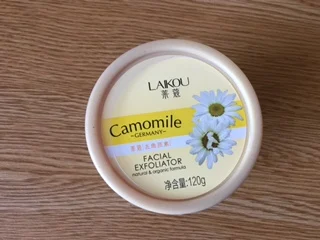 LAIKOU
莱蔻
Camomile
~GERMANY~
FACIAL
EXFOLIATOR
natural & organic formula
净含量:120g